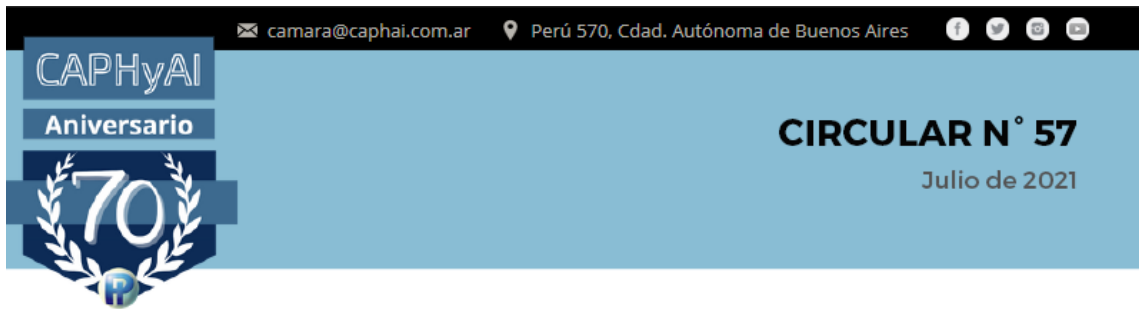 camara@caphai.com.ar Perú 570, Cdad. Autónoma de Buenos Aires
CAPHyAI
Aniversario
70
CIRCULAR N° 57
Julio de 2021